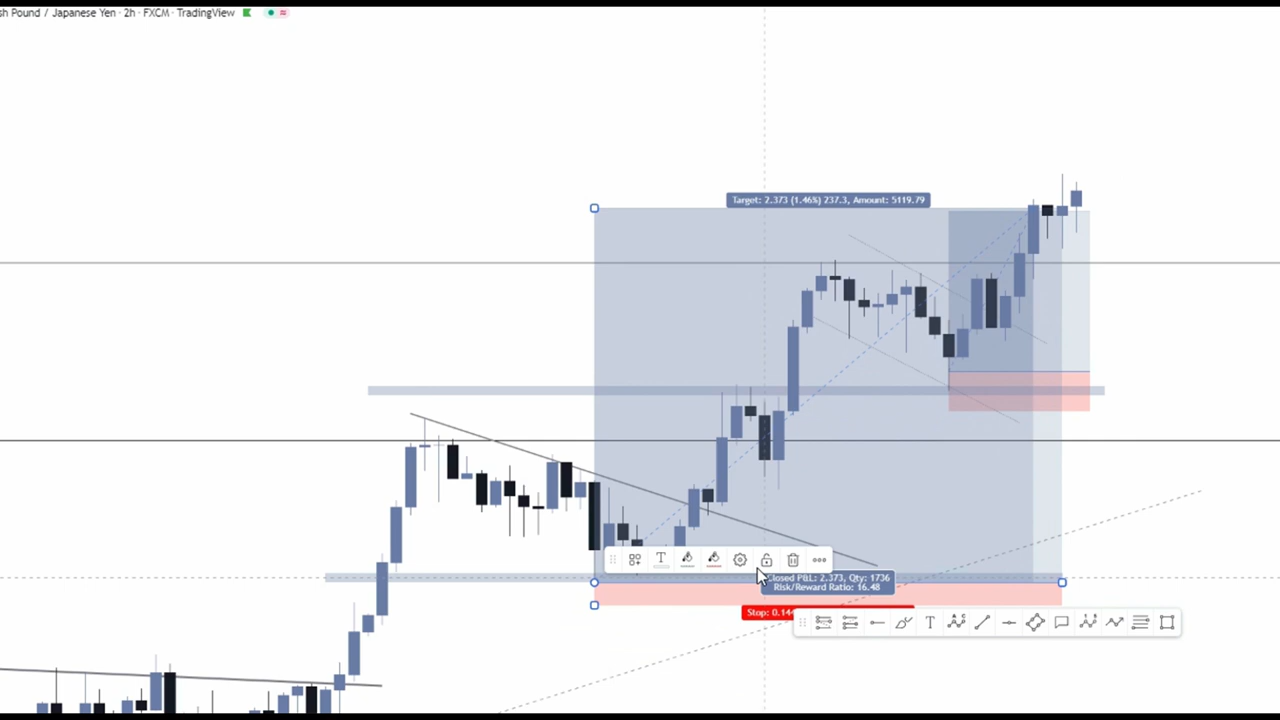 sh Pound / Japanese Yen · 2h · FXCM · TradingView
Target: 2.373 (1.46%) 237.3, Amount: 5119.79
Closed P&L: 2.373, Qty: 1736
Risk/Reward Ratio: 16.48
Stop: 0.144